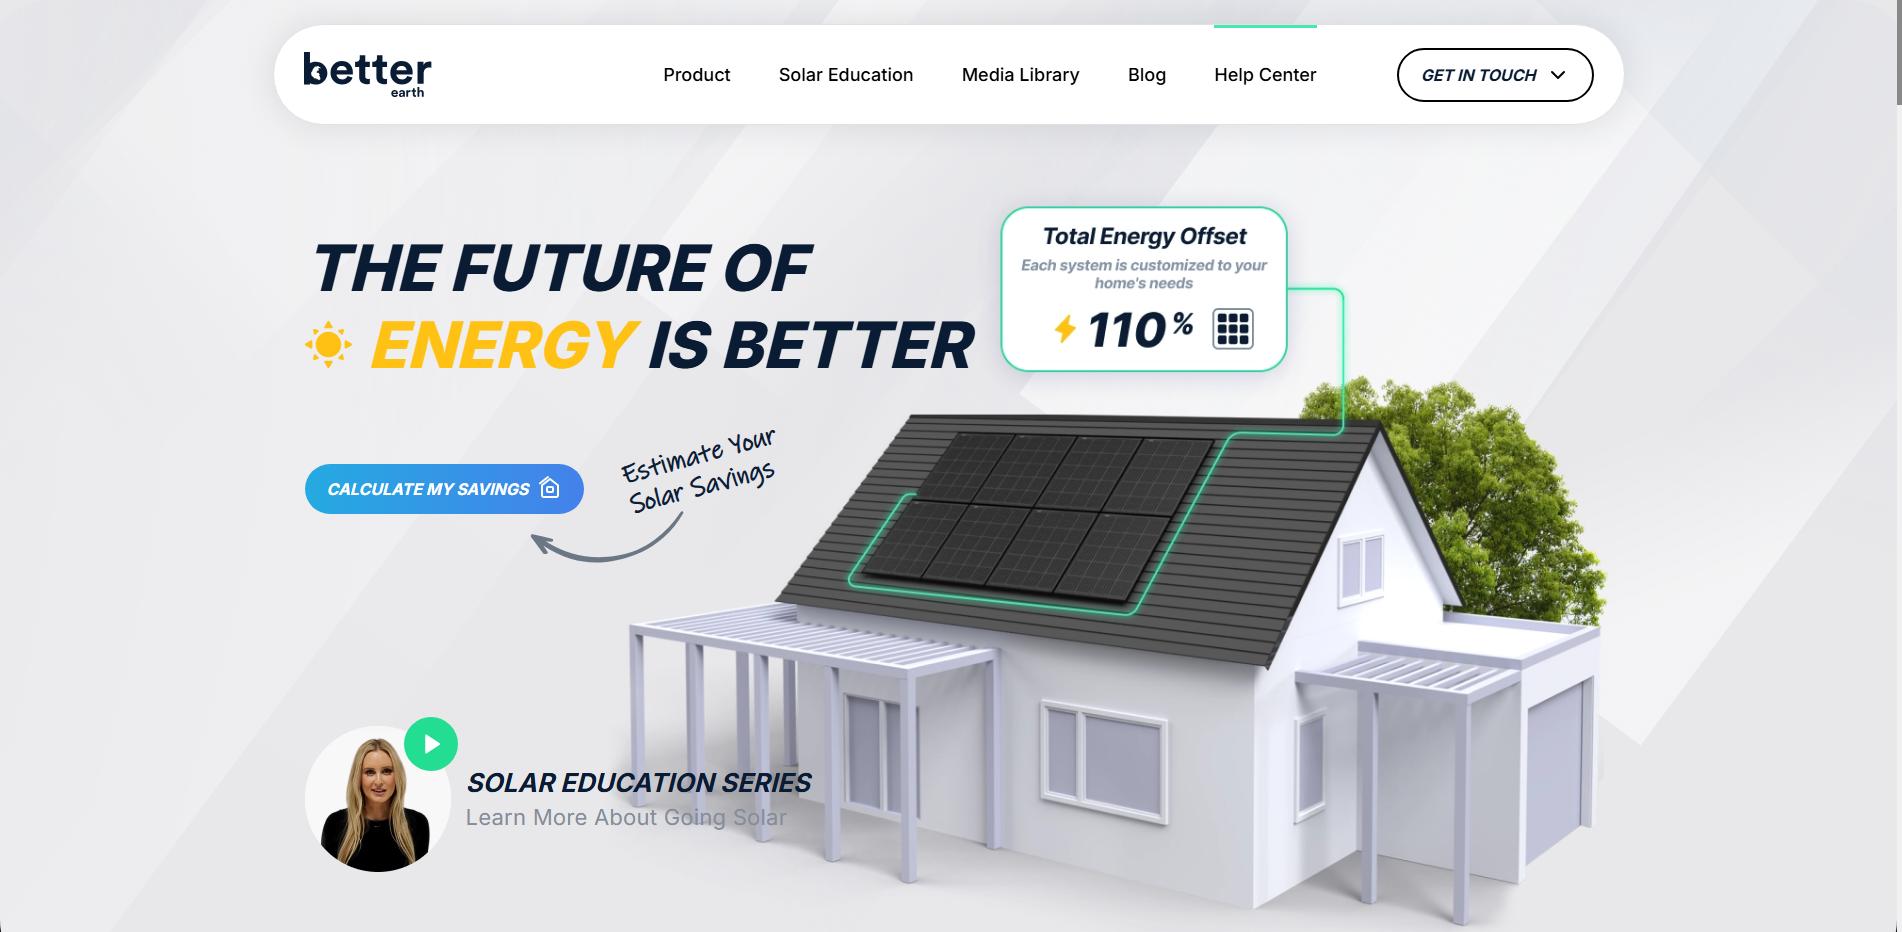 better
earth
Product
Solar Education
Media Library
Blog
Help Center
GET IN TOUCH
THE FUTURE OF
ENERGY IS BETTER
Total Energy Offset
Each system is customized to your
home's needs
110%
CALCULATE MY SAVINGS
Estimate Your
Solar Savings
SOLAR EDUCATION SERIES
Learn More About Going Solar